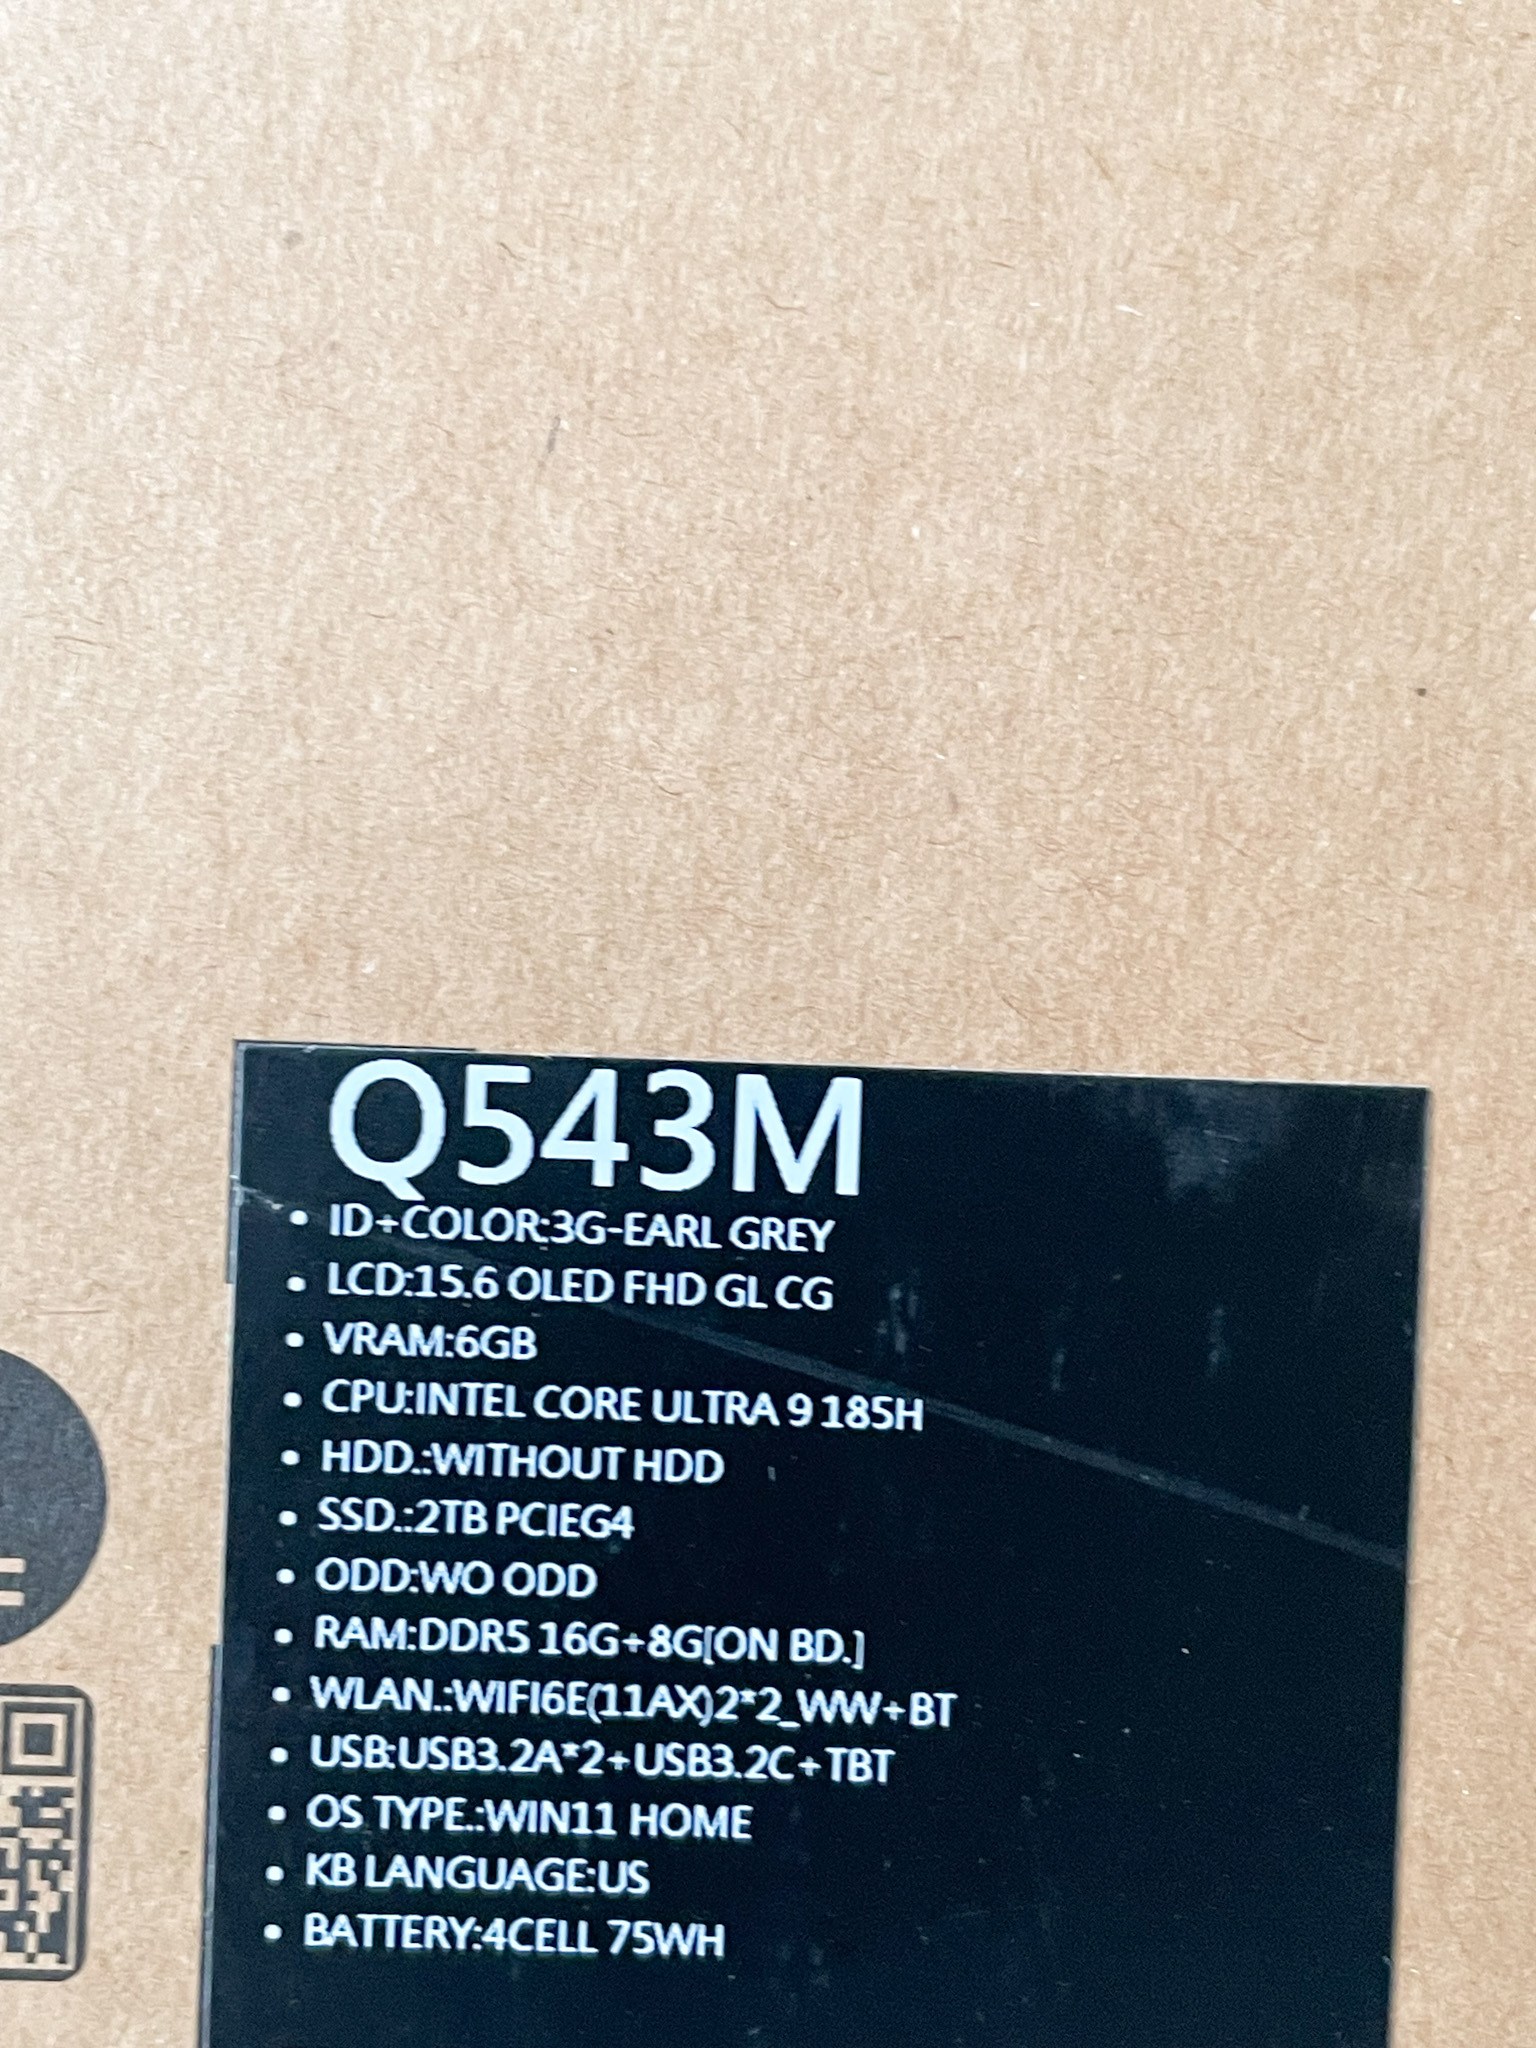 Q543M
• ID+COLOR:3G-EARL GREY
• LCD:15.6 OLED FHD GL CG
• VRAM:6GB
• CPU:INTEL CORE ULTRA 9 185H
• HDD.:WITHOUT HDD
• SSD.:2TB PCIEG4
• ODD:WO ODD
• RAM:DDR5 16G+8G[ON BD.]
• WLAN.:WIFI6E(11AX)2*2_WW+BT
• USB:USB3.2A*2+USB3.2C+TBT
• OS TYPE.:WIN11 HOME
• KB LANGUAGE:US
• BATTERY:4CELL 75WH